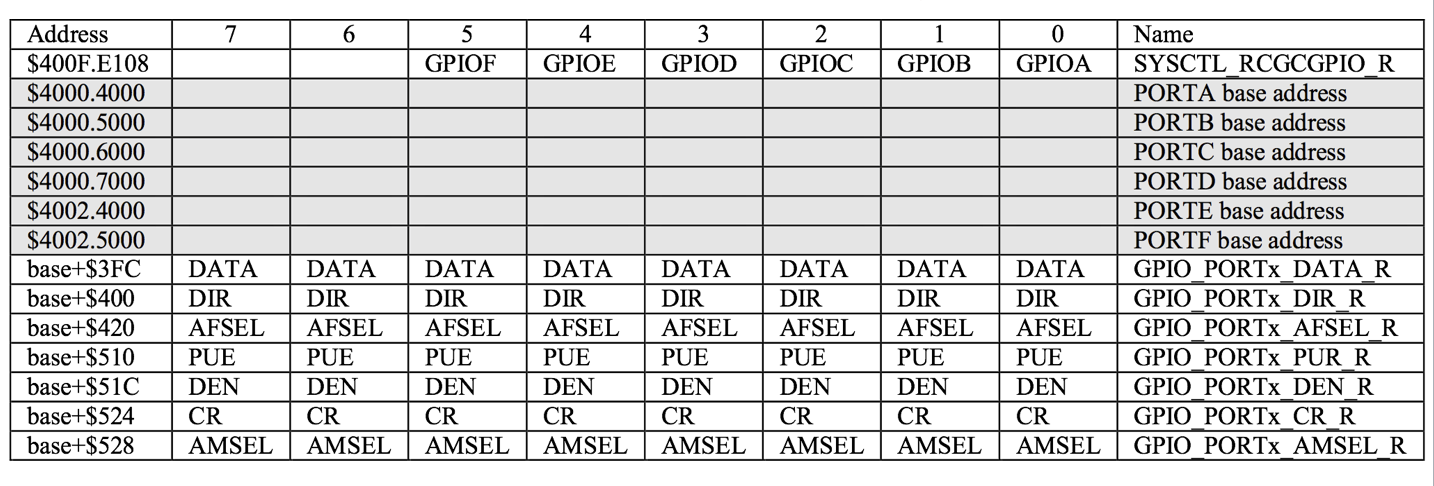 Address 7 6 5 4 3 2 1 0 Name
$400F.E108 GPIOF GPIOE GPIOD GPIOC GPIOB GPIOA SYSCTL_RCGCGPIO_R
$4000.4000 PORTA base address
$4000.5000 PORTB base address
$4000.6000 PORTC base address
$4000.7000 PORTD base address
$4002.4000 PORTE base address
$4002.5000 PORTF base address
base+$3FC DATA DATA DATA DATA DATA DATA DATA DATA GPIO_PORTx_DATA_R
base+$400 DIR DIR DIR DIR DIR DIR DIR DIR GPIO_PORTx_DIR_R
base+$420 AFSEL AFSEL AFSEL AFSEL AFSEL AFSEL AFSEL AFSEL GPIO_PORTx_AFSEL_R
base+$510 PUE PUE PUE PUE PUE PUE PUE PUE GPIO_PORTx_PUR_R
base+$51C DEN DEN DEN DEN DEN DEN DEN DEN GPIO_PORTx_DEN_R
base+$524 CR CR CR CR CR CR CR CR GPIO_PORTx_CR_R
base+$528 AMSEL AMSEL AMSEL AMSEL AMSEL AMSEL AMSEL AMSEL GPIO_PORTx_AMSEL_R